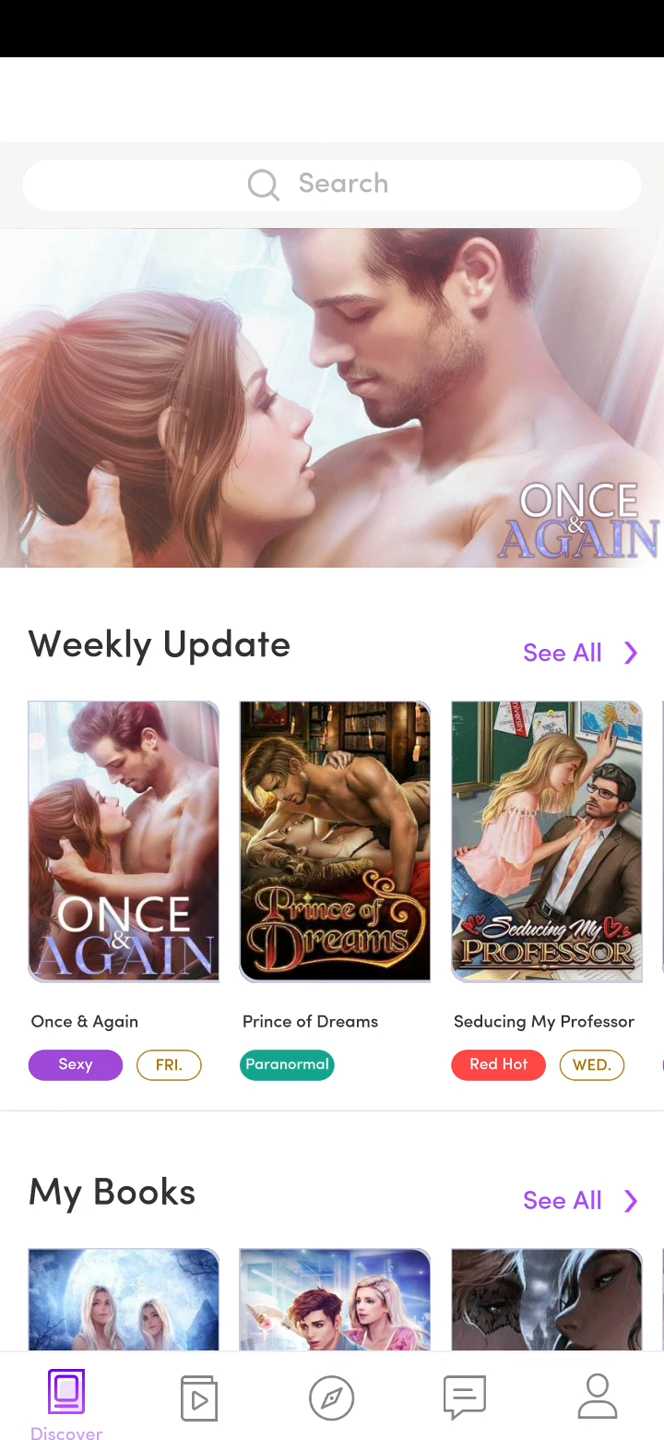 Search
ONCE
&
AGAIN
Weekly Update
See All
ONCE
&
AGAIN
Prince of
Dreams
Seducing My
PROFESSOR
Once & Again
Prince of Dreams
Seducing My Professor
Sexy
FRI.
Paranormal
Red Hot
WED.
My Books
See All
Discover